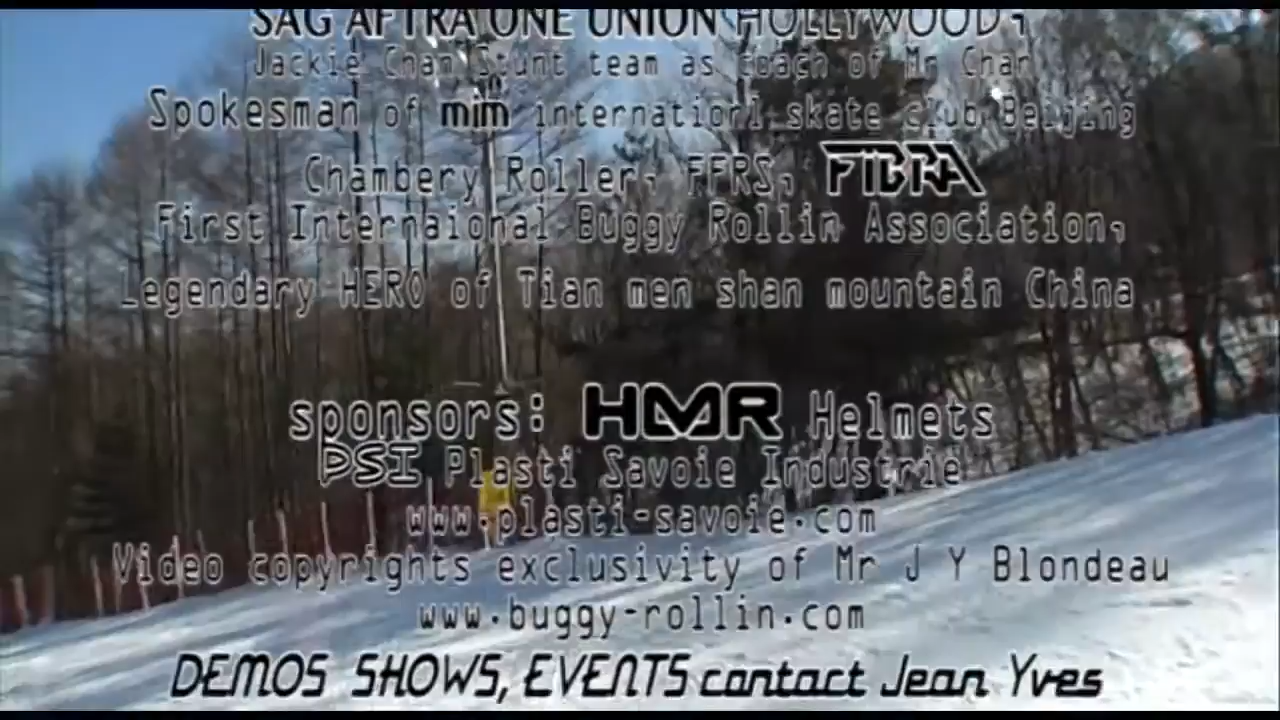 SAG AFTRA ONE UNION HOLLYWOOD,
Jackie Chan Stunt team as coach of Mr Chan
Spokesman of mim internationl skate club Beijing
Chambery Roller, FFRS, FIBRA
First Internaional Buggy Rollin Association,
Legendary HERO of Tian men shan mountain China
sponsors: HMR Helmets
PSI Plasti Savoie Industrie
www.plasti-savoie.com
Video copyrights exclusivity of Mr J Y Blondeau
www.buggy-rollin.com
DEMOS SHOWS, EVENTS contact Jean Yves